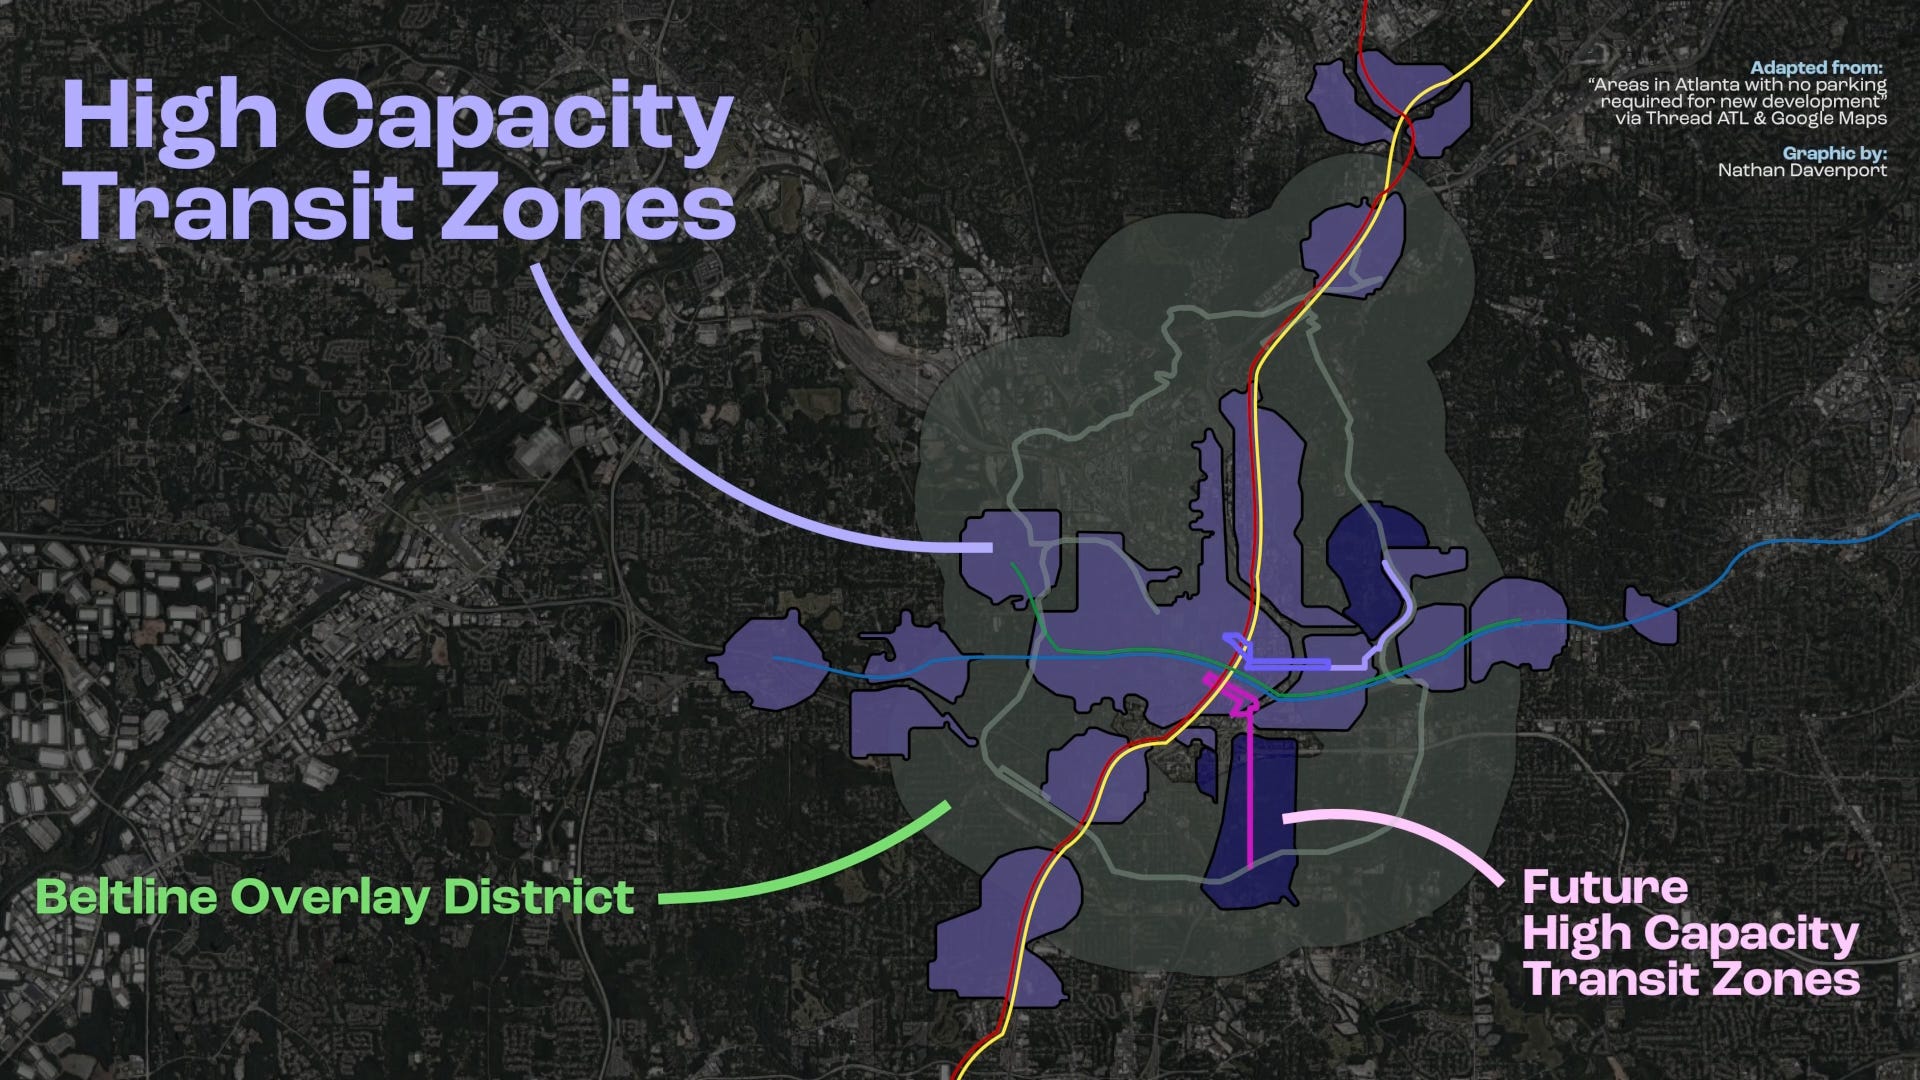 High Capacity
Transit Zones
Adapted from:
“Areas in Atlanta with no parking
required for new development”
via Thread ATL & Google Maps
Graphic by:
Nathan Davenport
Beltline Overlay District
Future
High Capacity
Transit Zones